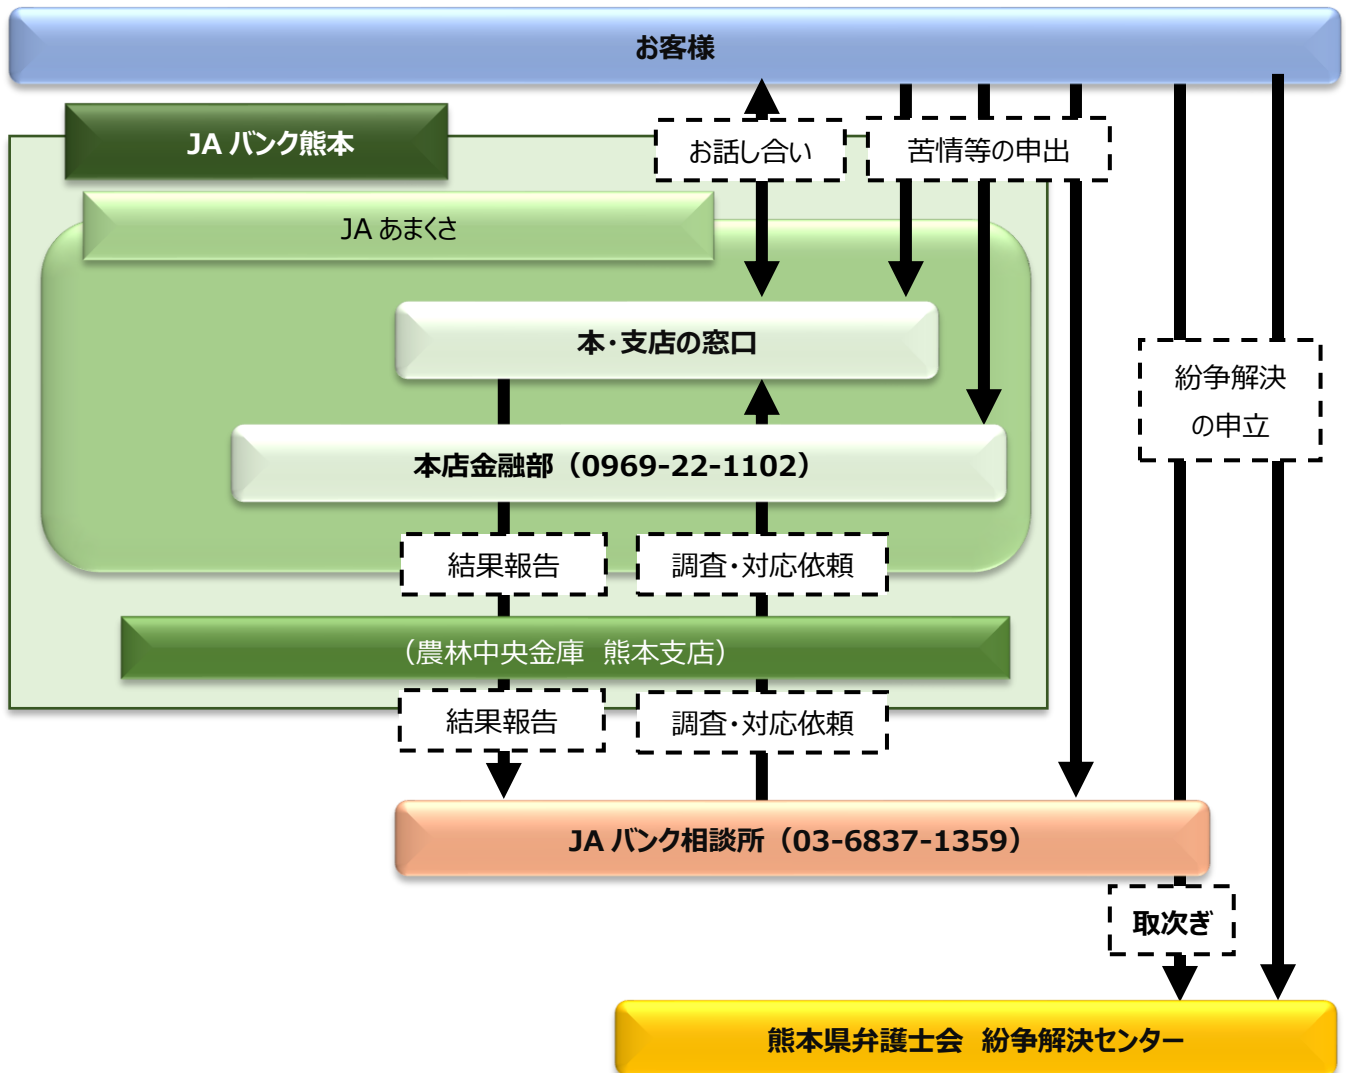 お客様
JA バンク熊本
お話し合い
苦情等の申出
JA あまくさ
本・支店の窓口
紛争解決
の申立
本店金融部（0969-22-1102）
結果報告
調査・対応依頼
（農林中央金庫　熊本支店）
結果報告
調査・対応依頼
JA バンク相談所（03-6837-1359）
取次ぎ
熊本県弁護士会　紛争解決センター